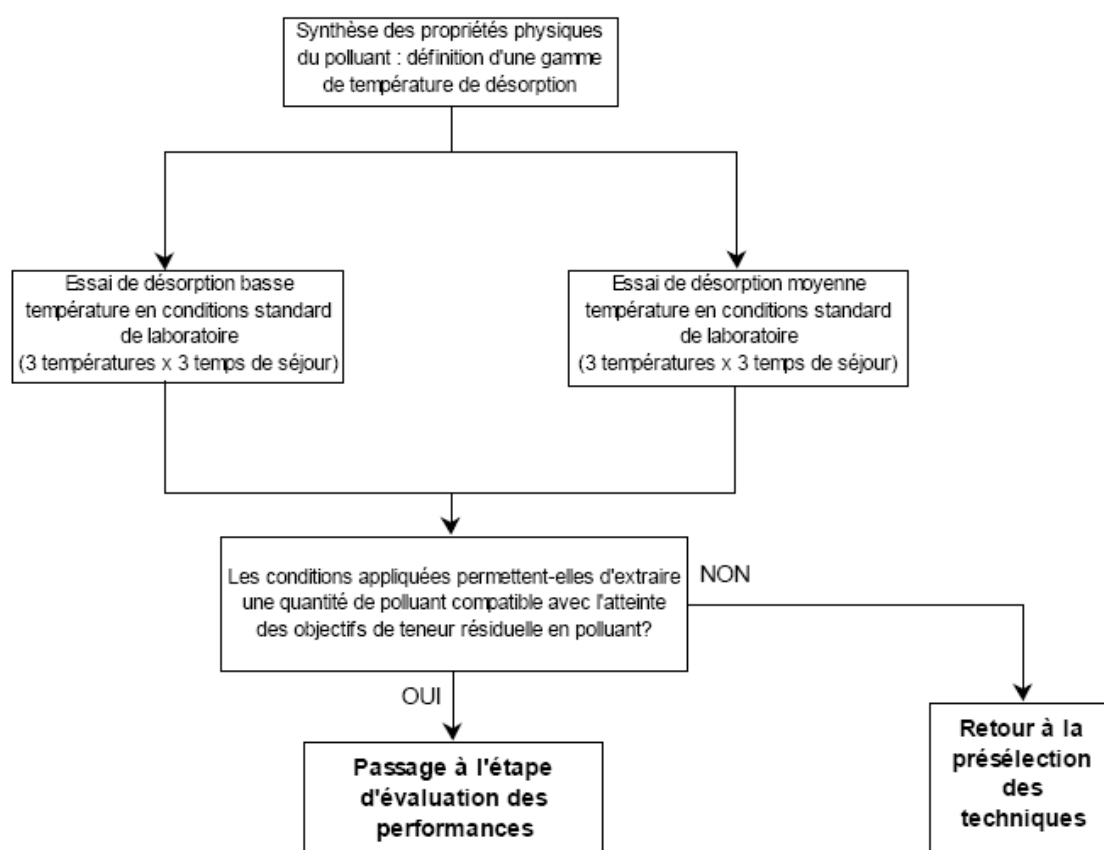 Synthèse des propriétés physiques
du polluant : définition d'une gamme
de température de désorption
Essai de désorption basse
température en conditions standard
de laboratoire
(3 températures x 3 temps de séjour)
Essai de désorption moyenne
température en conditions standard
de laboratoire
(3 températures x 3 temps de séjour)
Les conditions appliquées permettent-elles d'extraire
une quantité de polluant compatible avec l'atteinte
des objectifs de teneur résiduelle en polluant?
NON
OUI
Passage à l'étape
d'évaluation des
performances
Retour à la
présélection
des
techniques